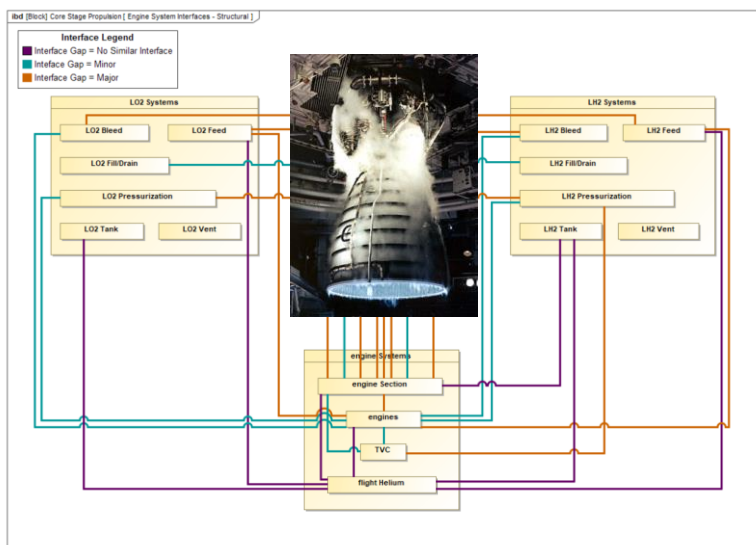 ibd [Block] Core Stage Propulsion [ Engine System Interfaces - Structural ]
Interface Legend
Interface Gap = No Similar Interface
Interface Gap = Minor
Interface Gap = Major
LO2 Systems
LO2 Bleed
LO2 Feed
LO2 Fill/Drain
LO2 Pressurization
LO2 Tank
LO2 Vent
LH2 Systems
LH2 Bleed
LH2 Feed
LH2 Fill/Drain
LH2 Pressurization
LH2 Tank
LH2 Vent
engine Systems
engine Section
engines
TVC
flight Helium